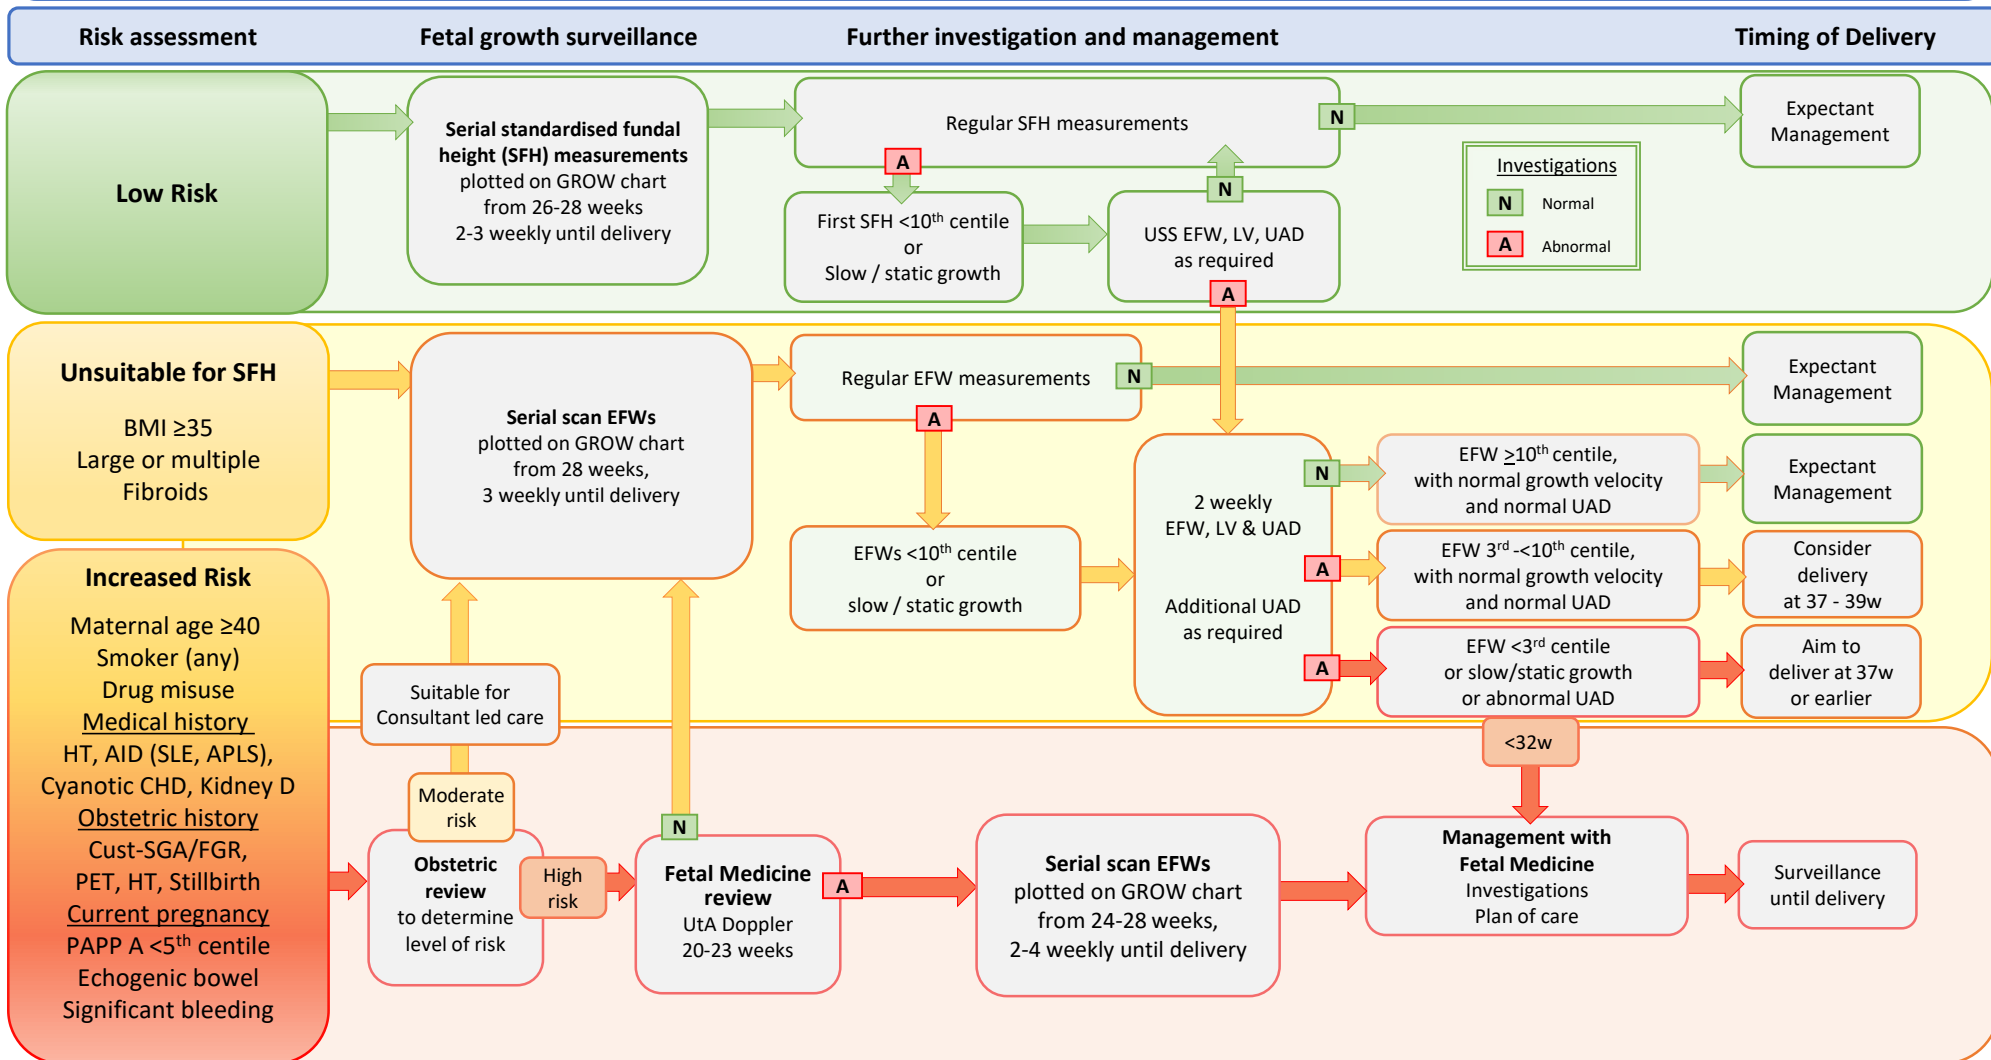 Risk assessment
Fetal growth surveillance
Further investigation and management
Timing of Delivery
Low Risk
Serial standardised fundal
height (SFH) measurements
plotted on GROW chart
from 26-28 weeks
2-3 weekly until delivery
Regular SFH measurements
N
Expectant
Management
A
N
First SFH <10th centile
or
Slow / static growth
USS EFW, LV, UAD
as required
A
Investigations
N Normal
A Abnormal
Unsuitable for SFH
BMI ≥35
Large or multiple
Fibroids
Serial scan EFWs
plotted on GROW chart
from 28 weeks,
3 weekly until delivery
Regular EFW measurements
N
Expectant
Management
A
EFWs <10th centile
or
slow / static growth
2 weekly
EFW, LV & UAD
Additional UAD
as required
N
EFW ≥10th centile,
with normal growth velocity
and normal UAD
Expectant
Management
A
EFW 3rd -<10th centile,
with normal growth velocity
and normal UAD
Consider
delivery
at 37 - 39w
A
EFW <3rd centile
or slow/static growth
or abnormal UAD
Aim to
deliver at 37w
or earlier
Increased Risk
Maternal age ≥40
Smoker (any)
Drug misuse
Medical history
HT, AID (SLE, APLS),
Cyanotic CHD, Kidney D
Obstetric history
Cust-SGA/FGR,
PET, HT, Stillbirth
Current pregnancy
PAPP A <5th centile
Echogenic bowel
Significant bleeding
Suitable for
Consultant led care
Moderate
risk
Obstetric
review
to determine
level of risk
High
risk
N
Fetal Medicine
review
UtA Doppler
20-23 weeks
A
Serial scan EFWs
plotted on GROW chart
from 24-28 weeks,
2-4 weekly until delivery
<32w
Management with
Fetal Medicine
Investigations
Plan of care
Surveillance
until delivery